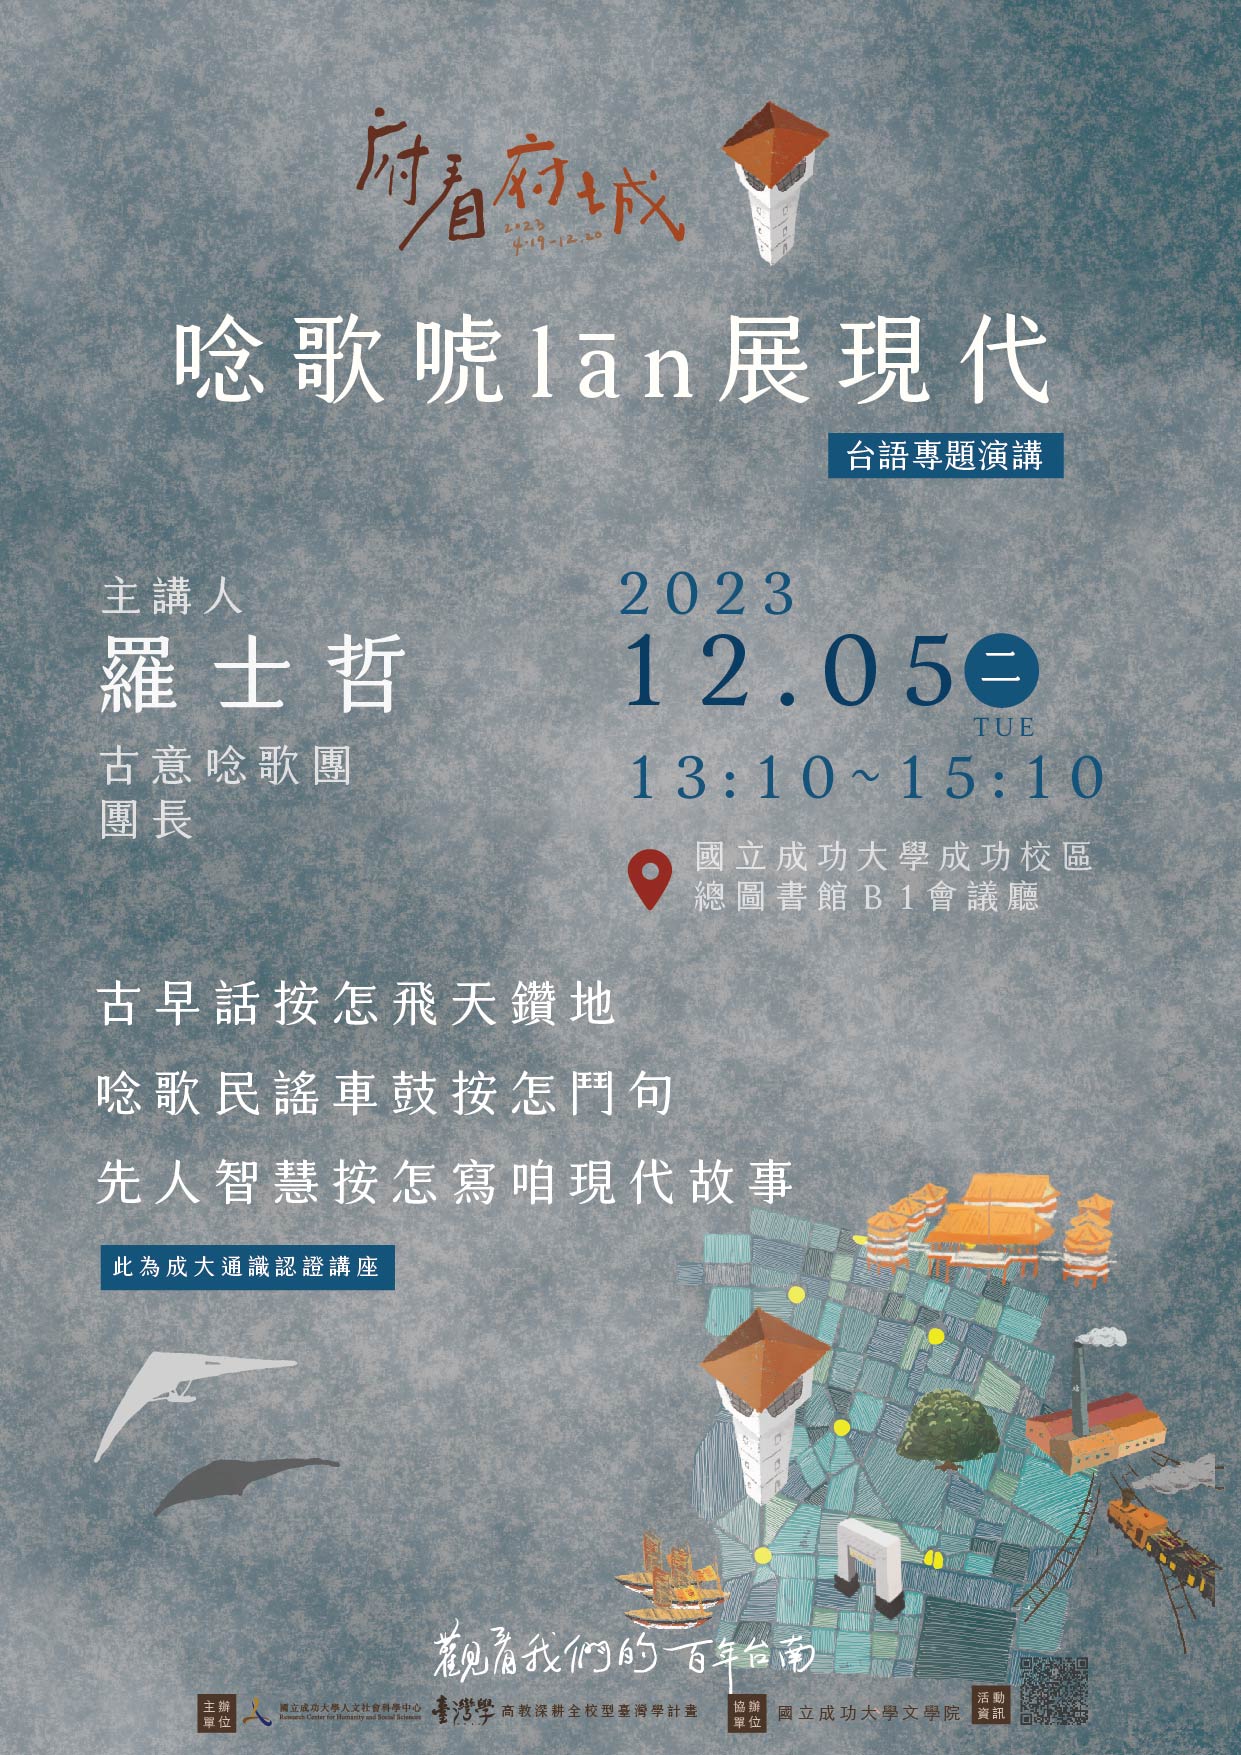 府看府城
2023
4.19-12.20
唸歌唬lān展現代
台語專題演講
主講人
羅士哲
古意唸歌團
團長
2023
12.05 二
TUE
13:10~15:10
國立成功大學成功校區
總圖書館B1會議廳
古早話按怎飛天鑽地
唸歌民謠車鼓按怎鬥句
先人智慧按怎寫咱現代故事
此為成大通識認證講座
觀看我們的百年台南
主辦單位
國立成功大學人文社會科學中心
Research Center for Humanity and Social Sciences
臺灣學
高教深耕全校型臺灣學計畫
協辦單位
國立成功大學文學院
活動資訊